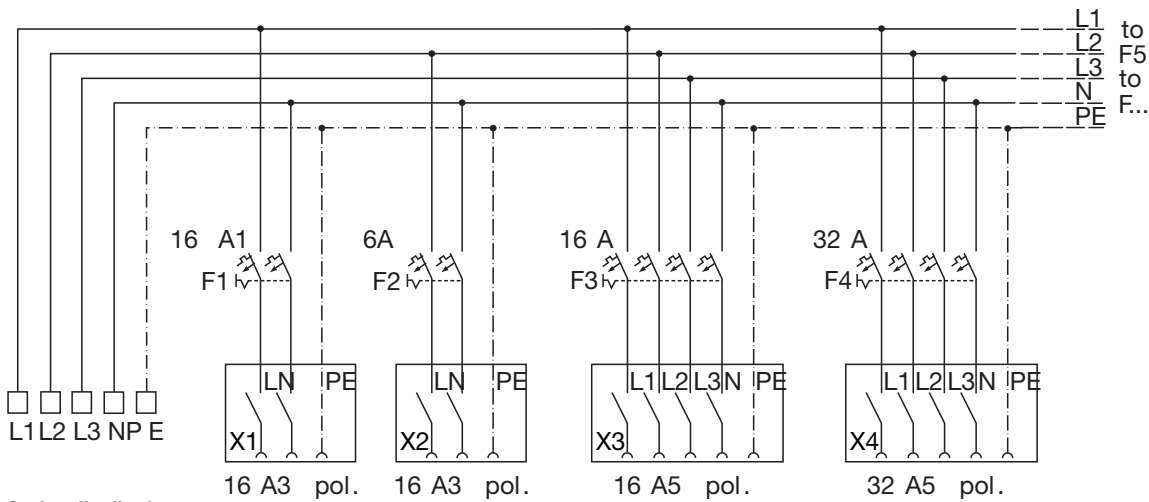 L1 to
L2 F5
L3 to
N F...
PE
16 A1 6A 16 A 32 A
F1 F2 F3 F4
LN PE LN PE L1 L2 L3 N PE L1 L2 L3 N PE
L1 L2 L3 NP E X1 X2 X3 X4
16 A3 pol. 16 A3 pol. 16 A5 pol. 32 A5 pol.